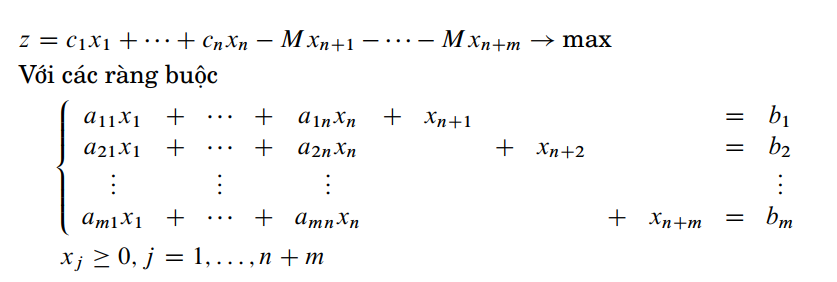 z = c₁x₁ + ⋯ + cₙxₙ − Mxₙ₊₁ − ⋯ − Mxₙ₊ₘ → max
Với các ràng buộc
a₁₁x₁ + ⋯ + a₁ₙxₙ + xₙ₊₁ = b₁
a₂₁x₁ + ⋯ + a₂ₙxₙ + xₙ₊₂ = b₂
⋮ ⋮ ⋮ ⋮
aₘ₁x₁ + ⋯ + aₘₙxₙ + xₙ₊ₘ = bₘ
xⱼ ≥ 0, j = 1, . . . , n + m